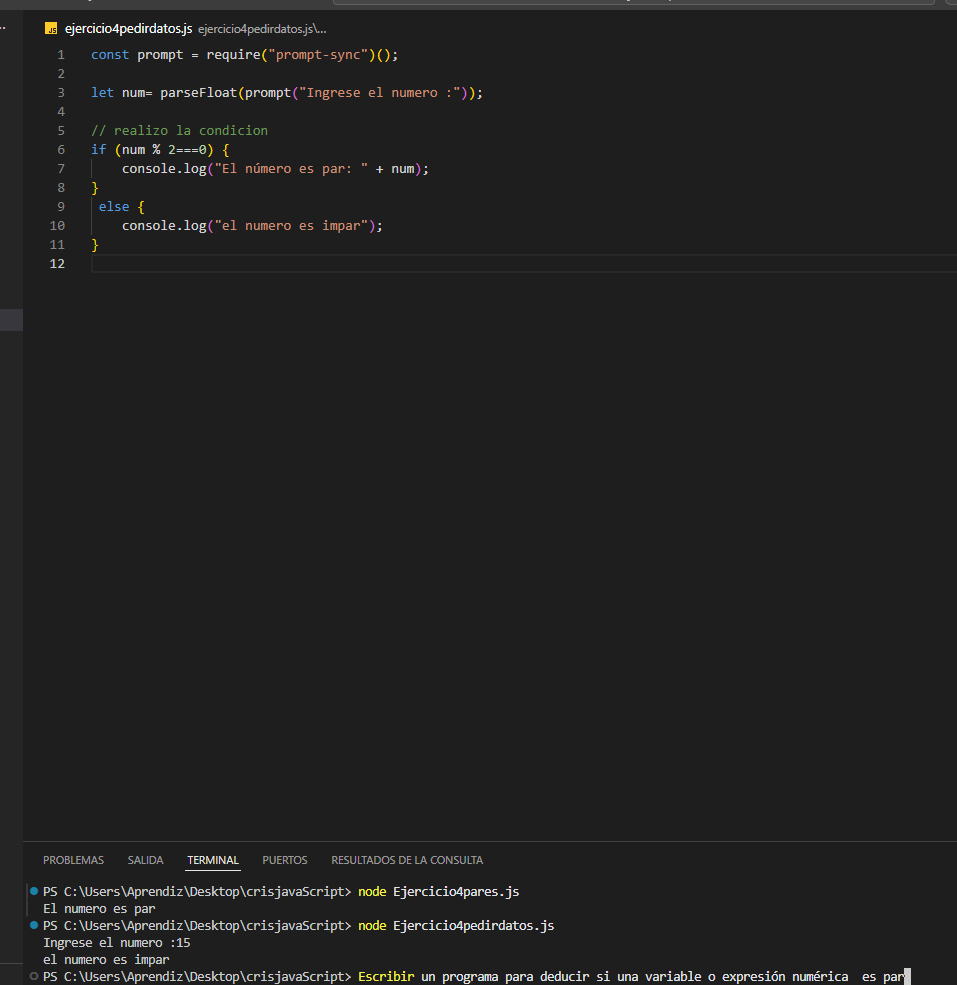 JS ejercicio4pedirdatos.js ejercicio4pedirdatos.js\...
1 const prompt = require("prompt-sync")();
2
3 let num= parseFloat(prompt("Ingrese el numero :"));
4
5 // realizo la condicion
6 if (num % 2===0) {
7 console.log("El número es par: " + num);
8 }
9 else {
10 console.log("el numero es impar");
11 }
12
PROBLEMAS SALIDA TERMINAL PUERTOS RESULTADOS DE LA CONSULTA
PS C:\Users\Aprendiz\Desktop\crisjavaScript> node Ejercicio4pares.js
El numero es par
PS C:\Users\Aprendiz\Desktop\crisjavaScript> node Ejercicio4pedirdatos.js
Ingrese el numero :15
el numero es impar
PS C:\Users\Aprendiz\Desktop\crisjavaScript> Escribir un programa para deducir si una variable o expresión numérica  es par